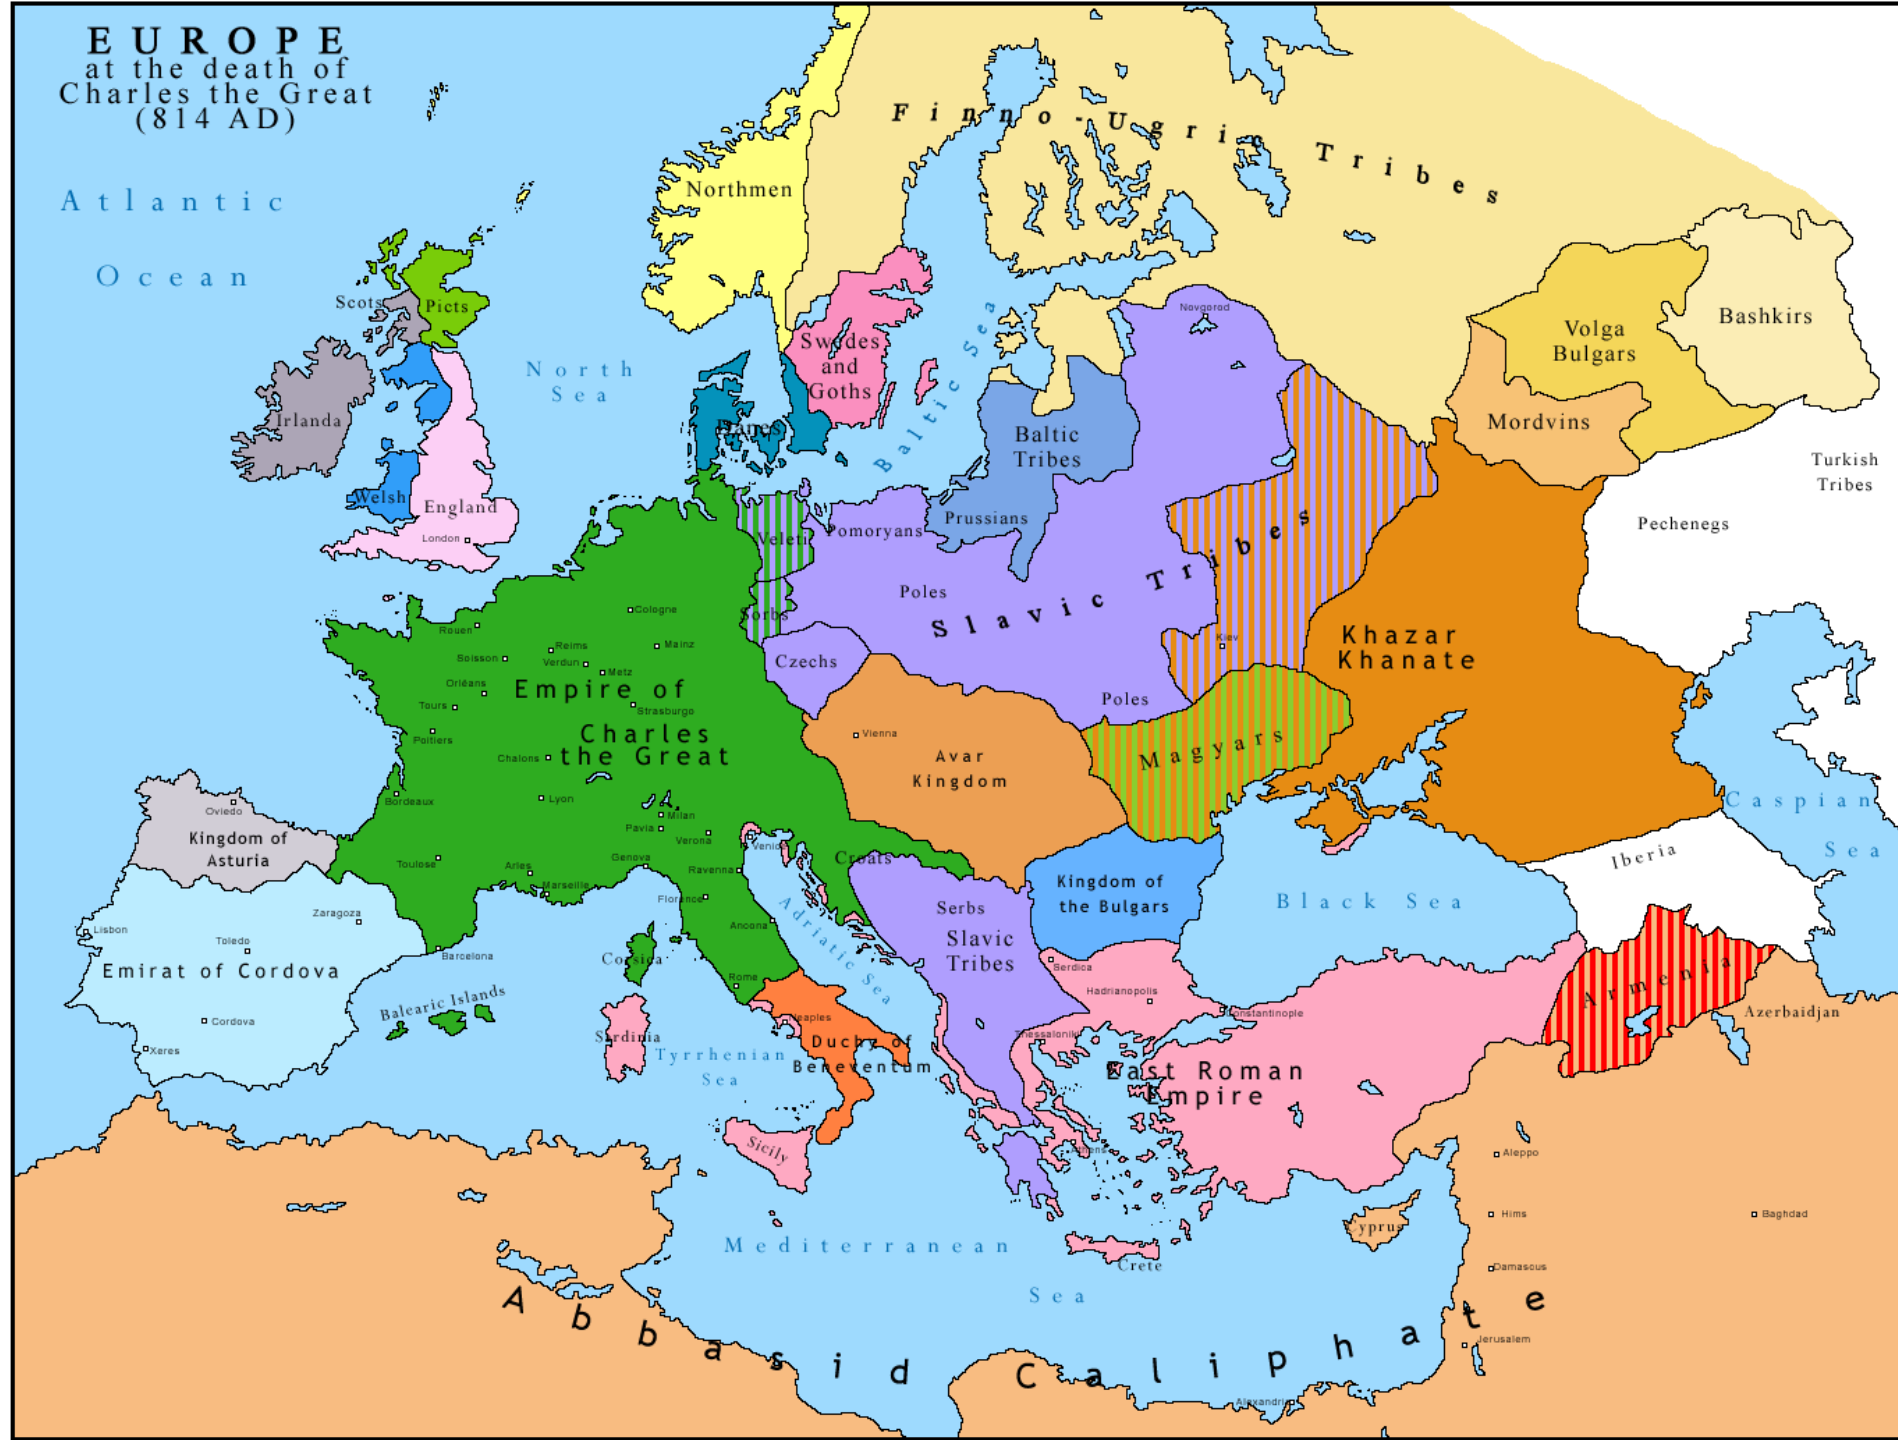 EUROPE
at the death of
Charles the Great
(814 AD)
Atlantic
Ocean
Finno-Ugric Tribes
Northmen
Scots
Picts
Irlanda
Welsh
England
London
North
Sea
Swedes
and
Goths
Danes
Baltic Sea
Novgorod
Baltic
Tribes
Prussians
Volga
Bulgars
Bashkirs
Mordvins
Turkish
Tribes
Pechenegs
Veleti
Pomoryans
Sorbs
Poles
Slavic Tribes
Czechs
Poles
Kiev
Khazar
Khanate
Cologne
Rouen
Reims
Mainz
Soisson
Verdun
Metz
Orléans
Tours
Strasburgo
Poitiers
Empire of
Charles
the Great
Chalons
Lyon
Bordeaux
Milan
Pavia
Verona
Venice
Toulose
Arles
Genova
Ravenna
Marseille
Florence
Ancona
Rome
Vienna
Avar
Kingdom
Magyars
Croats
Oviedo
Kingdom of
Asturia
Zaragoza
Lisbon
Toledo
Emirat of Cordova
Barcelona
Cordova
Xeres
Balearic Islands
Corsica
Sardinia
Tyrrhenian
Sea
Adriatic Sea
Neaples
Duchy of
Beneventum
Sicily
Serbs
Slavic
Tribes
Kingdom of
the Bulgars
Black Sea
Caspian
Sea
Iberia
Armenia
Azerbaidjan
Serdica
Hadrianopolis
Constantinople
Thessaloniki
East Roman
Empire
Athens
Crete
Cyprus
Aleppo
Hims
Baghdad
Damascus
Jerusalem
Alexandria
Mediterranean
Sea
Abbasid Caliphate